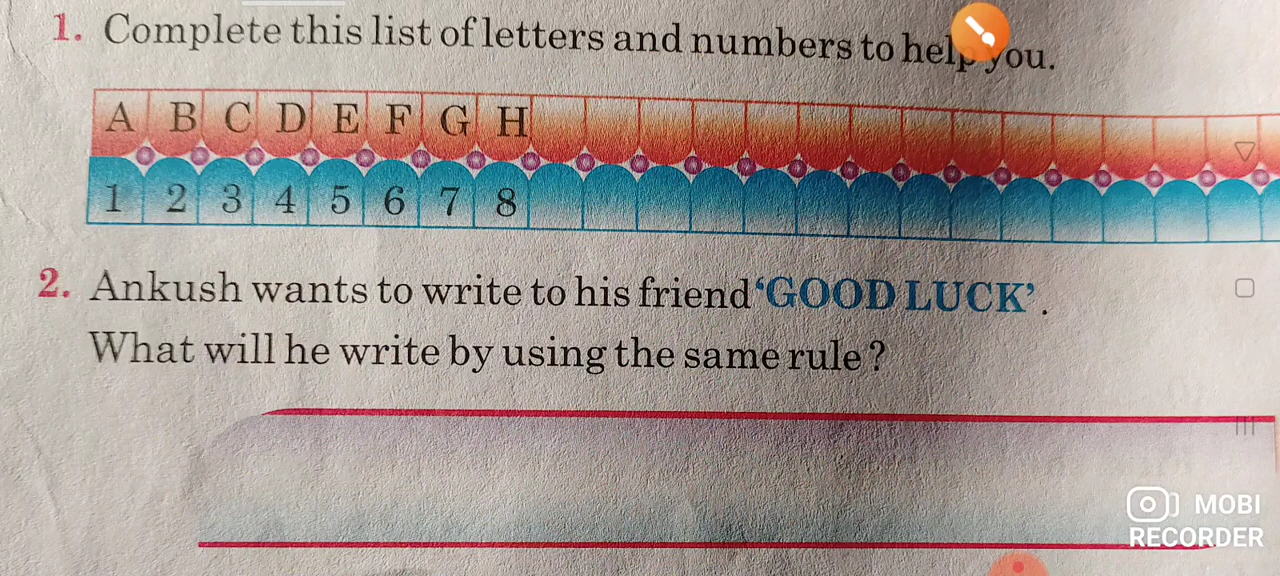 1. Complete this list of letters and numbers to help you.
A B C D E F G H
1 2 3 4 5 6 7 8
2. Ankush wants to write to his friend 'GOOD LUCK'.
What will he write by using the same rule ?
MOBI
RECORDER